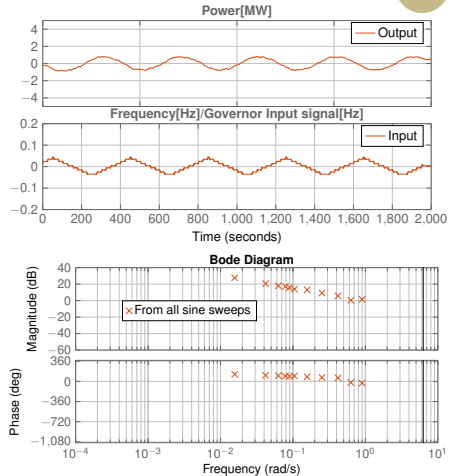 Power[MW]
4
2
0
−2
−4
Output
Frequency[Hz]/Governor Input signal[Hz]
0.2
0.1
0
−0.1
−0.2
Input
0 200 400 600 800 1,000 1,200 1,400 1,600 1,800 2,000
Time (seconds)
Bode Diagram
Magnitude (dB)
40
20
0
−20
−40
−60
From all sine sweeps
Phase (deg)
360
0
−360
−720
−1,080
10−4 10−3 10−2 10−1 100 101
Frequency (rad/s)